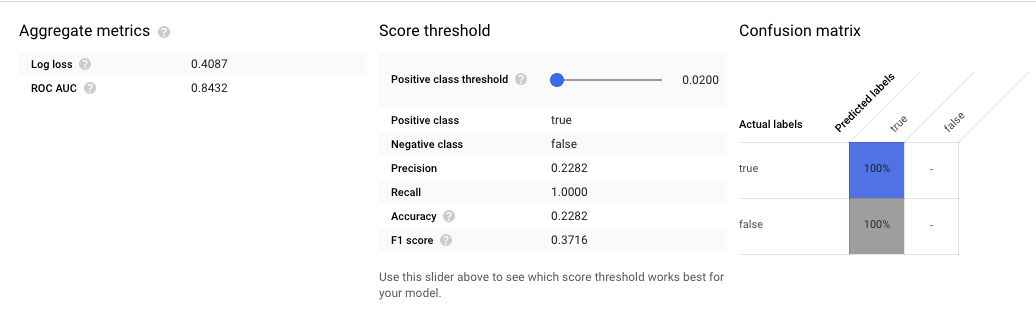 Aggregate metrics ?
Log loss ? 0.4087
ROC AUC ? 0.8432
Score threshold
Positive class threshold ? 0.0200
Positive class true
Negative class false
Precision 0.2282
Recall 1.0000
Accuracy ? 0.2282
F1 score ? 0.3716
Use this slider above to see which score threshold works best for
your model.
Confusion matrix
Predicted labels
Actual labels true false
true 100% -
false 100% -